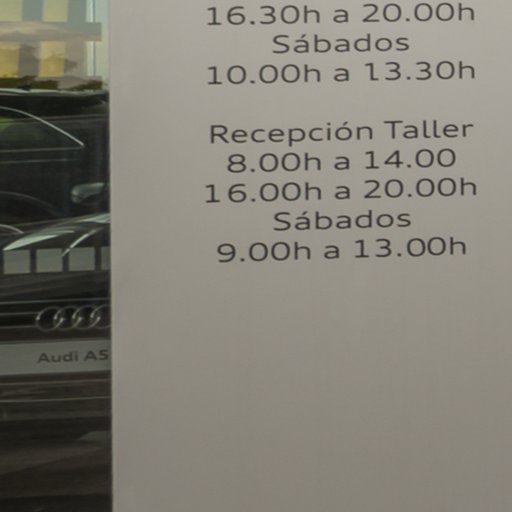 16.30h a 20.00h
Sábados
10.00h a 13.30h
Recepción Taller
8.00h a 14.00
16.00h a 20.00h
Sábados
9.00h a 13.00h
Audi A5